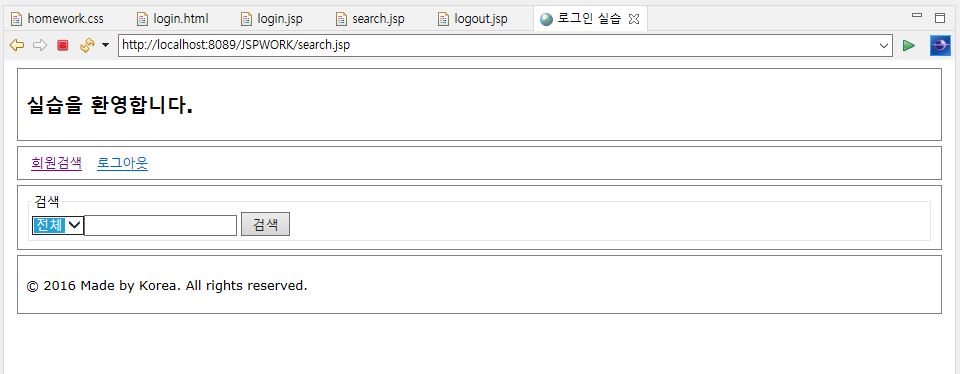 homework.css login.html login.jsp search.jsp logout.jsp 로그인 실습
http://localhost:8089/JSPWORK/search.jsp
실습을 환영합니다.
회원검색 로그아웃
검색
전체 검색
© 2016 Made by Korea. All rights reserved.